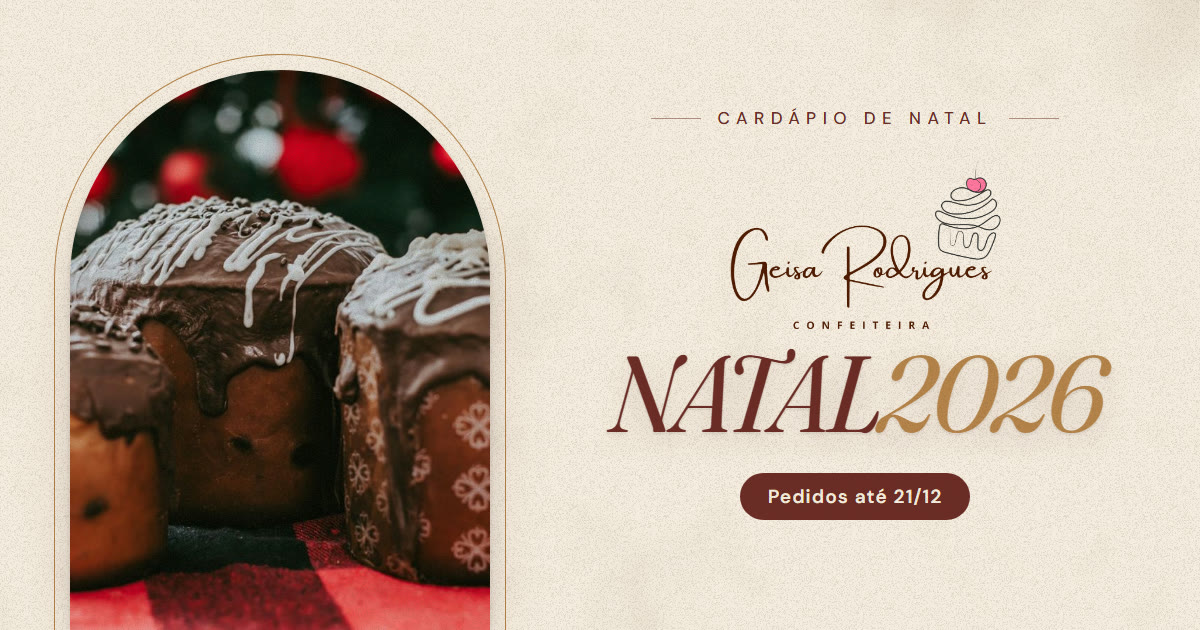 CARDÁPIO DE NATAL
Geisa Rodrigues
CONFEITEIRA
NATAL2026
Pedidos até 21/12